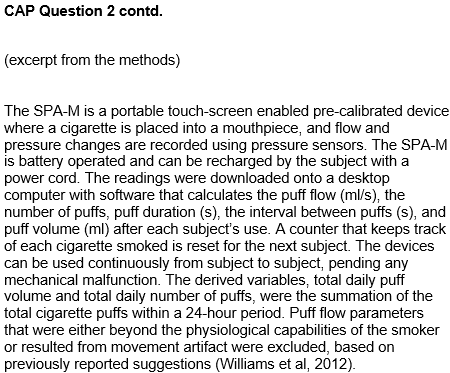 CAP Question 2 contd.
(excerpt from the methods)
The SPA-M is a portable touch-screen enabled pre-calibrated device
where a cigarette is placed into a mouthpiece, and flow and
pressure changes are recorded using pressure sensors. The SPA-M
is battery operated and can be recharged by the subject with a
power cord. The readings were downloaded onto a desktop
computer with software that calculates the puff flow (ml/s), the
number of puffs, puff duration (s), the interval between puffs (s), and
puff volume (ml) after each subject's use. A counter that keeps track
of each cigarette smoked is reset for the next subject. The devices
can be used continuously from subject to subject, pending any
mechanical malfunction. The derived variables, total daily puff
volume and total daily number of puffs, were the summation of the
total cigarette puffs within a 24-hour period. Puff flow parameters
that were either beyond the physiological capabilities of the smoker
or resulted from movement artifact were excluded, based on
previously reported suggestions (Williams et al, 2012).